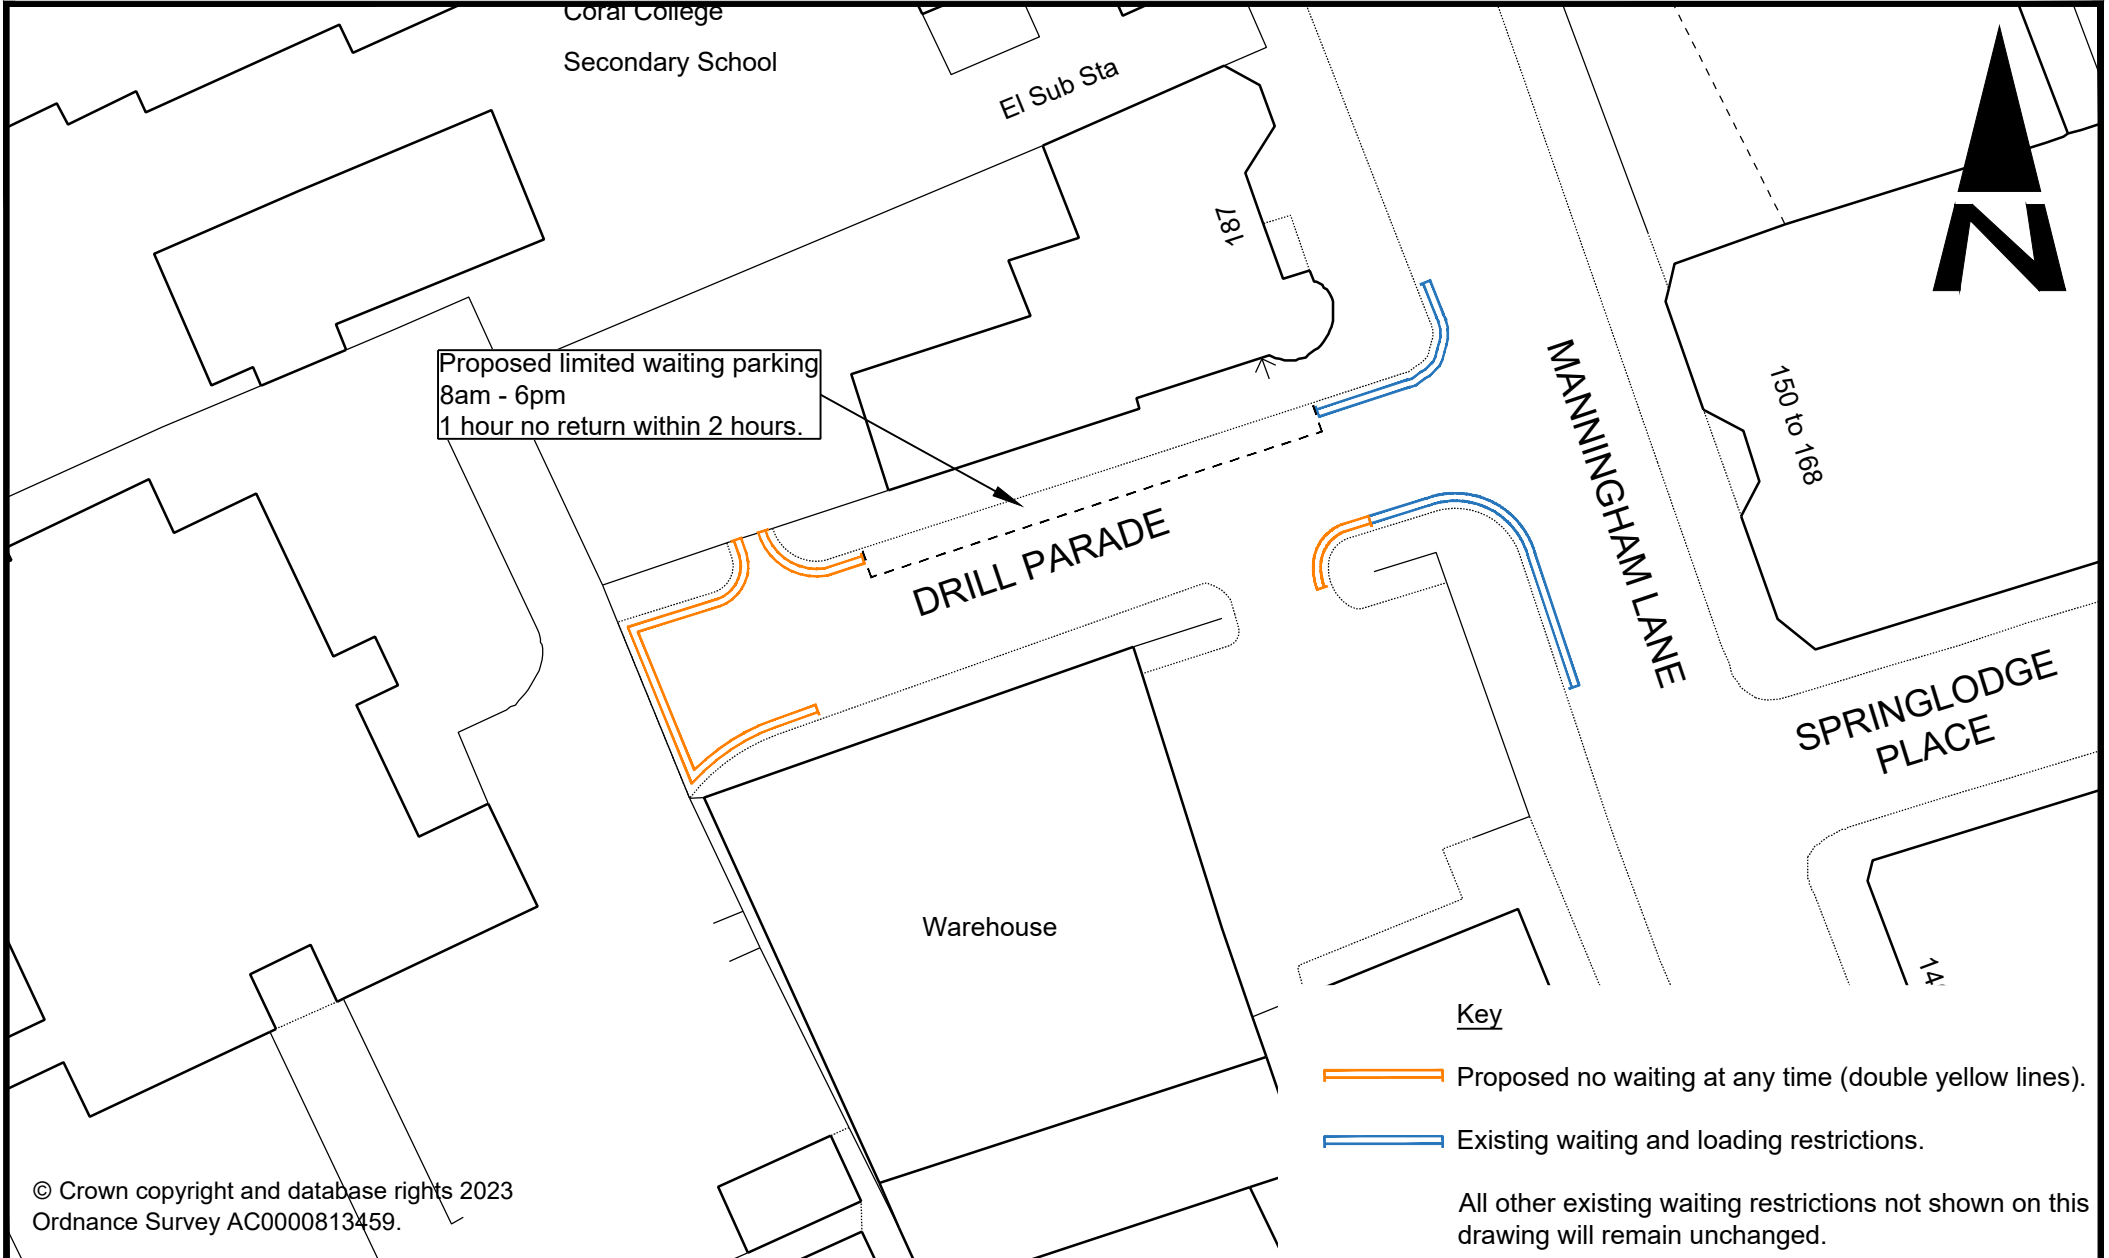 Coral College
Secondary School
El Sub Sta
187
Proposed limited waiting parking
8am - 6pm
1 hour no return within 2 hours.
N
MANNINGHAM LANE
150 to 168
DRILL PARADE
SPRINGLODGE
PLACE
Warehouse
Key
Proposed no waiting at any time (double yellow lines).
Existing waiting and loading restrictions.
All other existing waiting restrictions not shown on this
drawing will remain unchanged.
© Crown copyright and database rights 2023
Ordnance Survey AC0000813459.